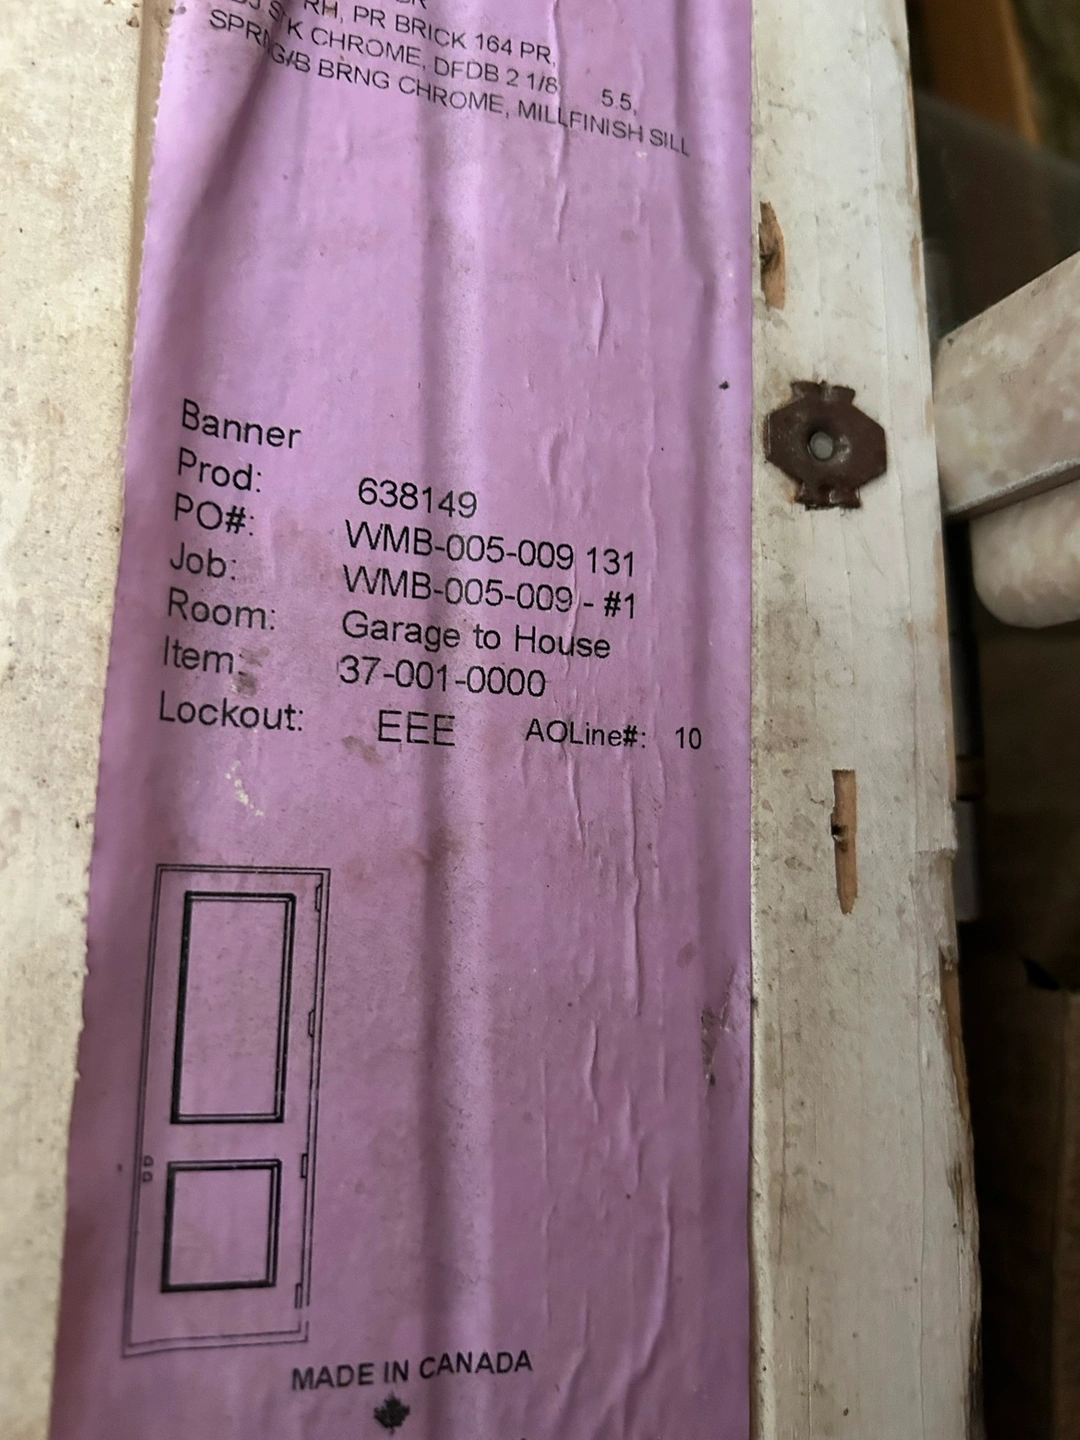 RH, PR BRICK 164 PR,
K CHROME, DFDB 2 1/8 5.5,
SPRNG/B BRNG CHROME, MILLFINISH SILL
Banner
Prod: 638149
PO#: WMB-005-009 131
Job: WMB-005-009 - #1
Room: Garage to House
Item: 37-001-0000
Lockout: EEE AOLine#: 10
MADE IN CANADA